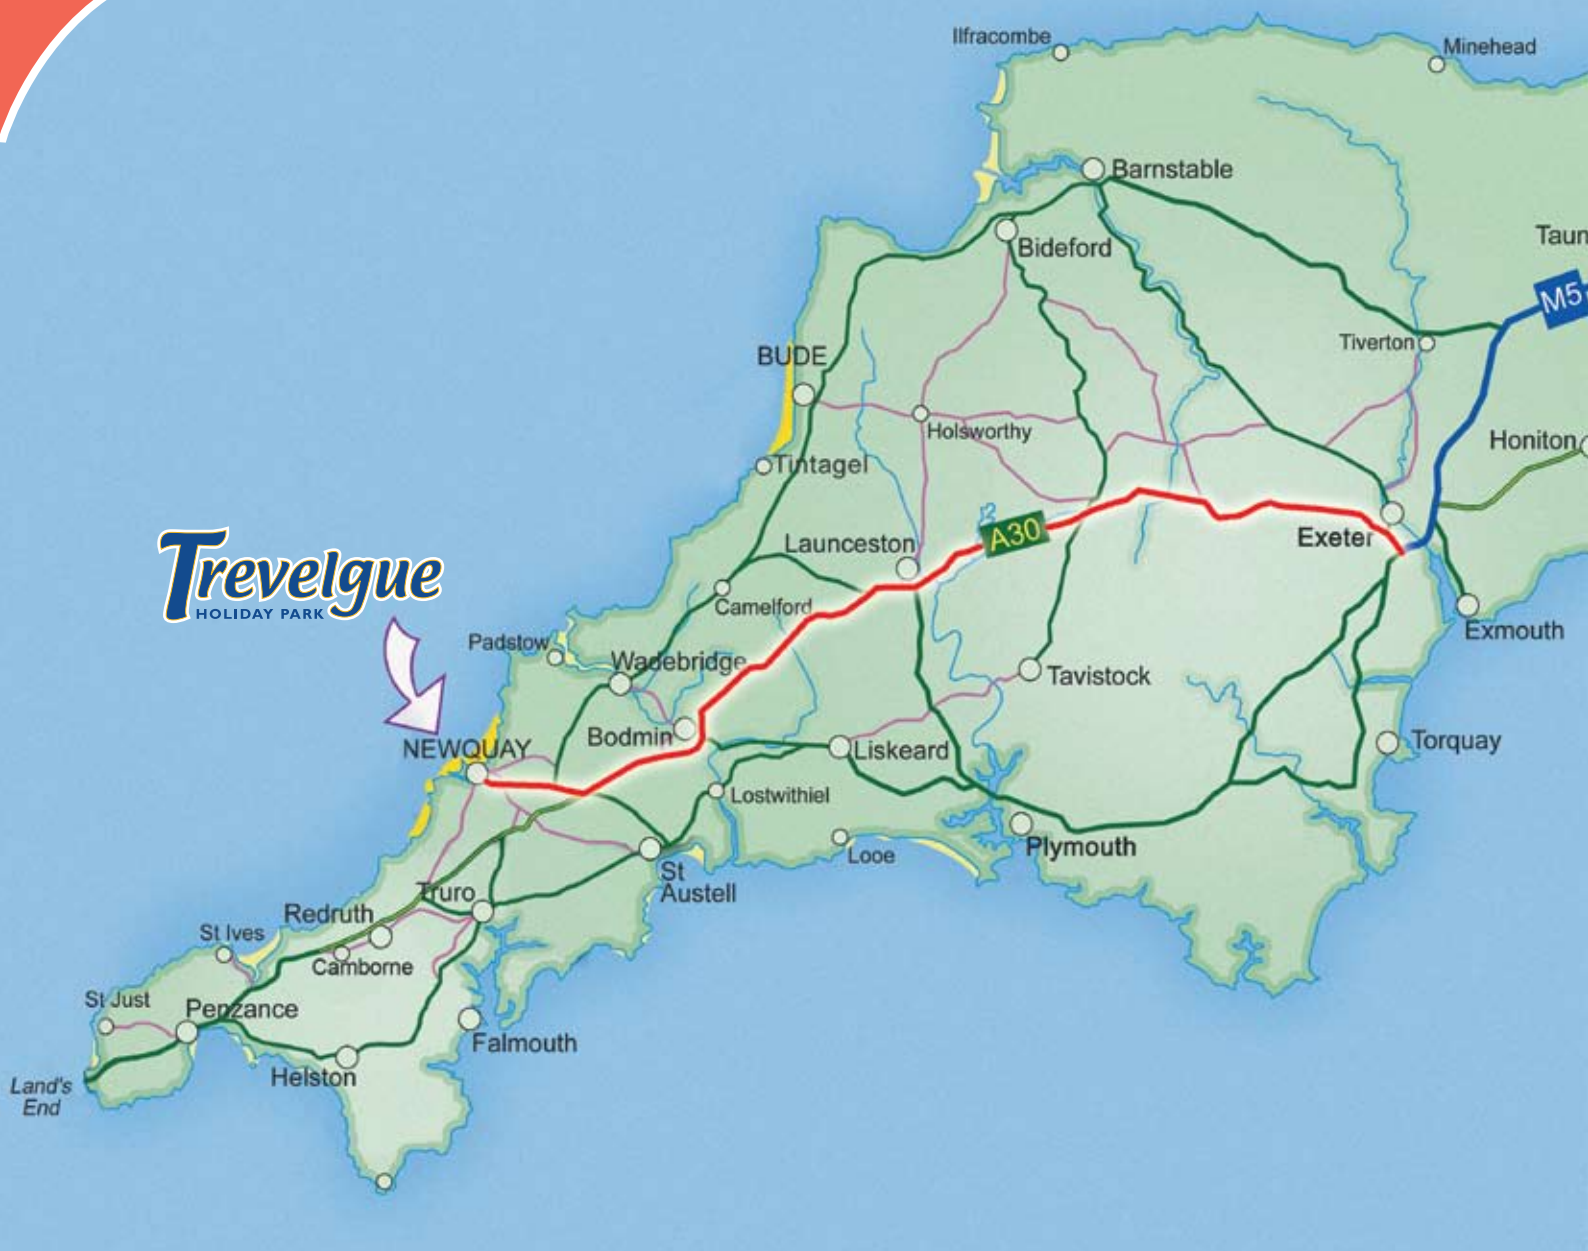 Ilfracombe
Minehead
Barnstable
Bideford
Taun
M5
Tiverton
BUDE
Holsworthy
Honiton
Tintagel
A30
Exeter
Launceston
Trevelgue
HOLIDAY PARK
Camelford
Exmouth
Padstow
Wadebridge
Tavistock
Bodmin
NEWQUAY
Liskeard
Torquay
Lostwithiel
Plymouth
Looe
St
Austell
Truro
Redruth
St Ives
Camborne
St Just
Penzance
Falmouth
Helston
Land's
End